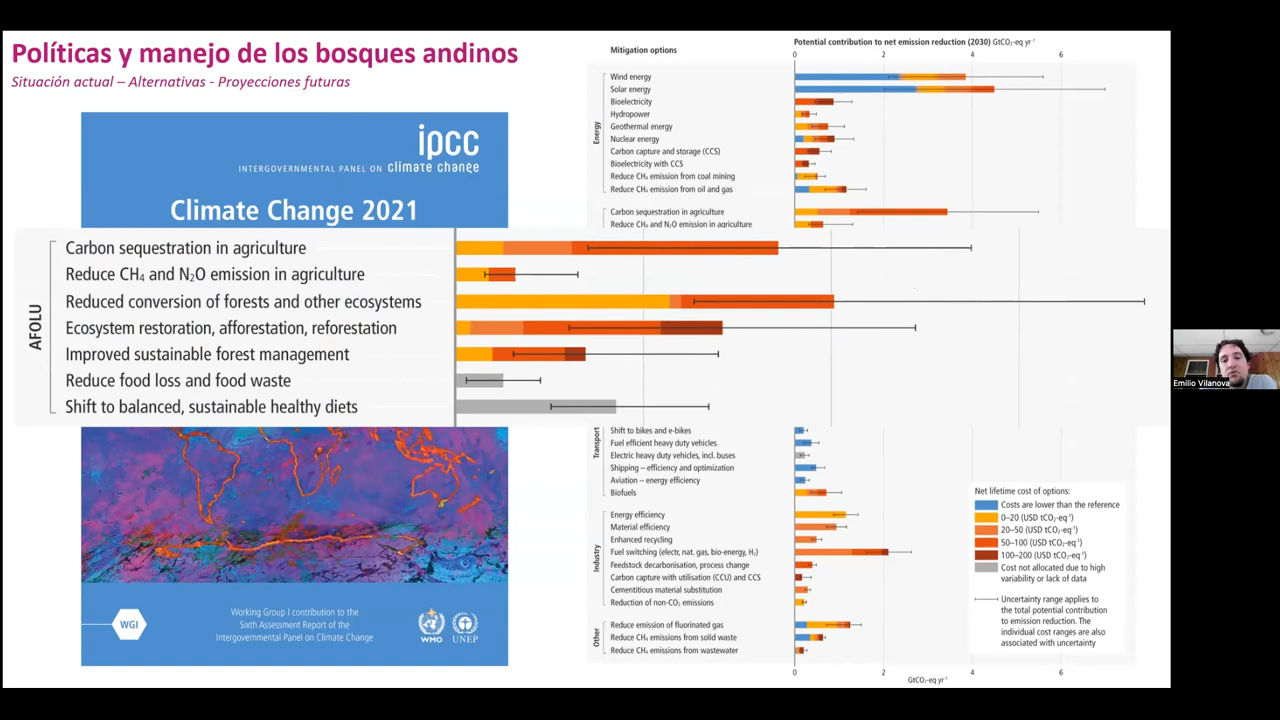 Políticas y manejo de los bosques andinos
Situación actual – Alternativas - Proyecciones futuras
ipcc
INTERGOVERNMENTAL PANEL ON climate change
Climate Change 2021
Mitigation options
Potential contribution to net emission reduction (2030) GtCO₂-eq yr⁻¹
0 2 4 6
Energy
Wind energy
Solar energy
Bioelectricity
Hydropower
Geothermal energy
Nuclear energy
Carbon capture and storage (CCS)
Bioelectricity with CCS
Reduce CH₄ emission from coal mining
Reduce CH₄ emission from oil and gas
Carbon sequestration in agriculture
Reduce CH₄ and N₂O emission in agriculture
AFOLU
Carbon sequestration in agriculture
Reduce CH₄ and N₂O emission in agriculture
Reduced conversion of forests and other ecosystems
Ecosystem restoration, afforestation, reforestation
Improved sustainable forest management
Reduce food loss and food waste
Shift to balanced, sustainable healthy diets
Transport
Shift to bikes and e-bikes
Fuel efficient heavy duty vehicles
Electric heavy duty vehicles, incl. buses
Shipping – efficiency and optimization
Aviation – energy efficiency
Biofuels
Industry
Energy efficiency
Material efficiency
Enhanced recycling
Fuel switching (electr, nat. gas, bio-energy, H₂)
Feedstock decarbonisation, process change
Carbon capture with utilisation (CCU) and CCS
Cementitious material substitution
Reduction of non-CO₂ emissions
Other
Reduce emission of fluorinated gas
Reduce CH₄ emissions from solid waste
Reduce CH₄ emissions from wastewater
0 2 4 6
GtCO₂-eq yr⁻¹
Net lifetime cost of options:
Costs are lower than the reference
0–20 (USD tCO₂-eq⁻¹)
20–50 (USD tCO₂-eq⁻¹)
50–100 (USD tCO₂-eq⁻¹)
100–200 (USD tCO₂-eq⁻¹)
Cost not allocated due to high
variability or lack of data
Uncertainty range applies to
the total potential contribution
to emission reduction. The
individual cost ranges are also
associated with uncertainty
WGI
Working Group I contribution to the
Sixth Assessment Report of the
Intergovernmental Panel on Climate Change
WMO
UNEP
Emilio Vilanova